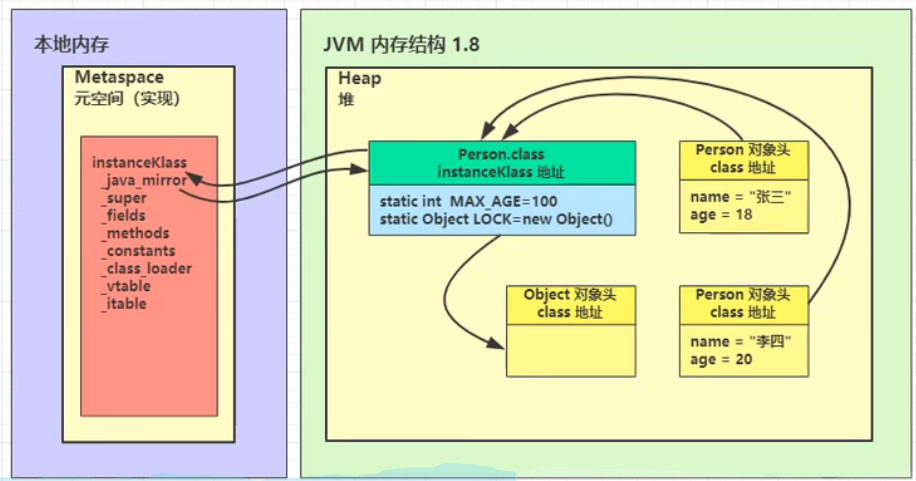 本地内存
Metaspace
元空间（实现）
instanceKlass
_java_mirror
_super
_fields
_methods
_constants
_class_loader
_vtable
_itable
JVM 内存结构 1.8
Heap
堆
Person.class
instanceKlass 地址
static int MAX_AGE=100
static Object LOCK=new Object()
Person 对象头
class 地址
name = "张三"
age = 18
Object 对象头
class 地址
Person 对象头
class 地址
name = "李四"
age = 20